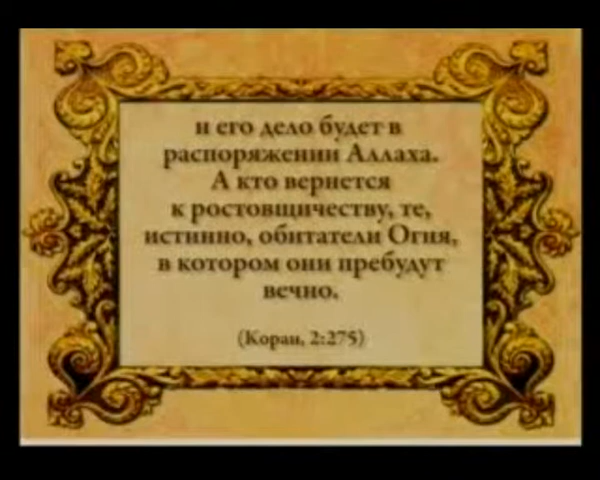 и его дело будет в
распоряжении Аллаха.
А кто вернется
к ростовщичеству, те,
истинно, обитатели Огня,
в котором они пребудут
вечно.
(Коран, 2:275)